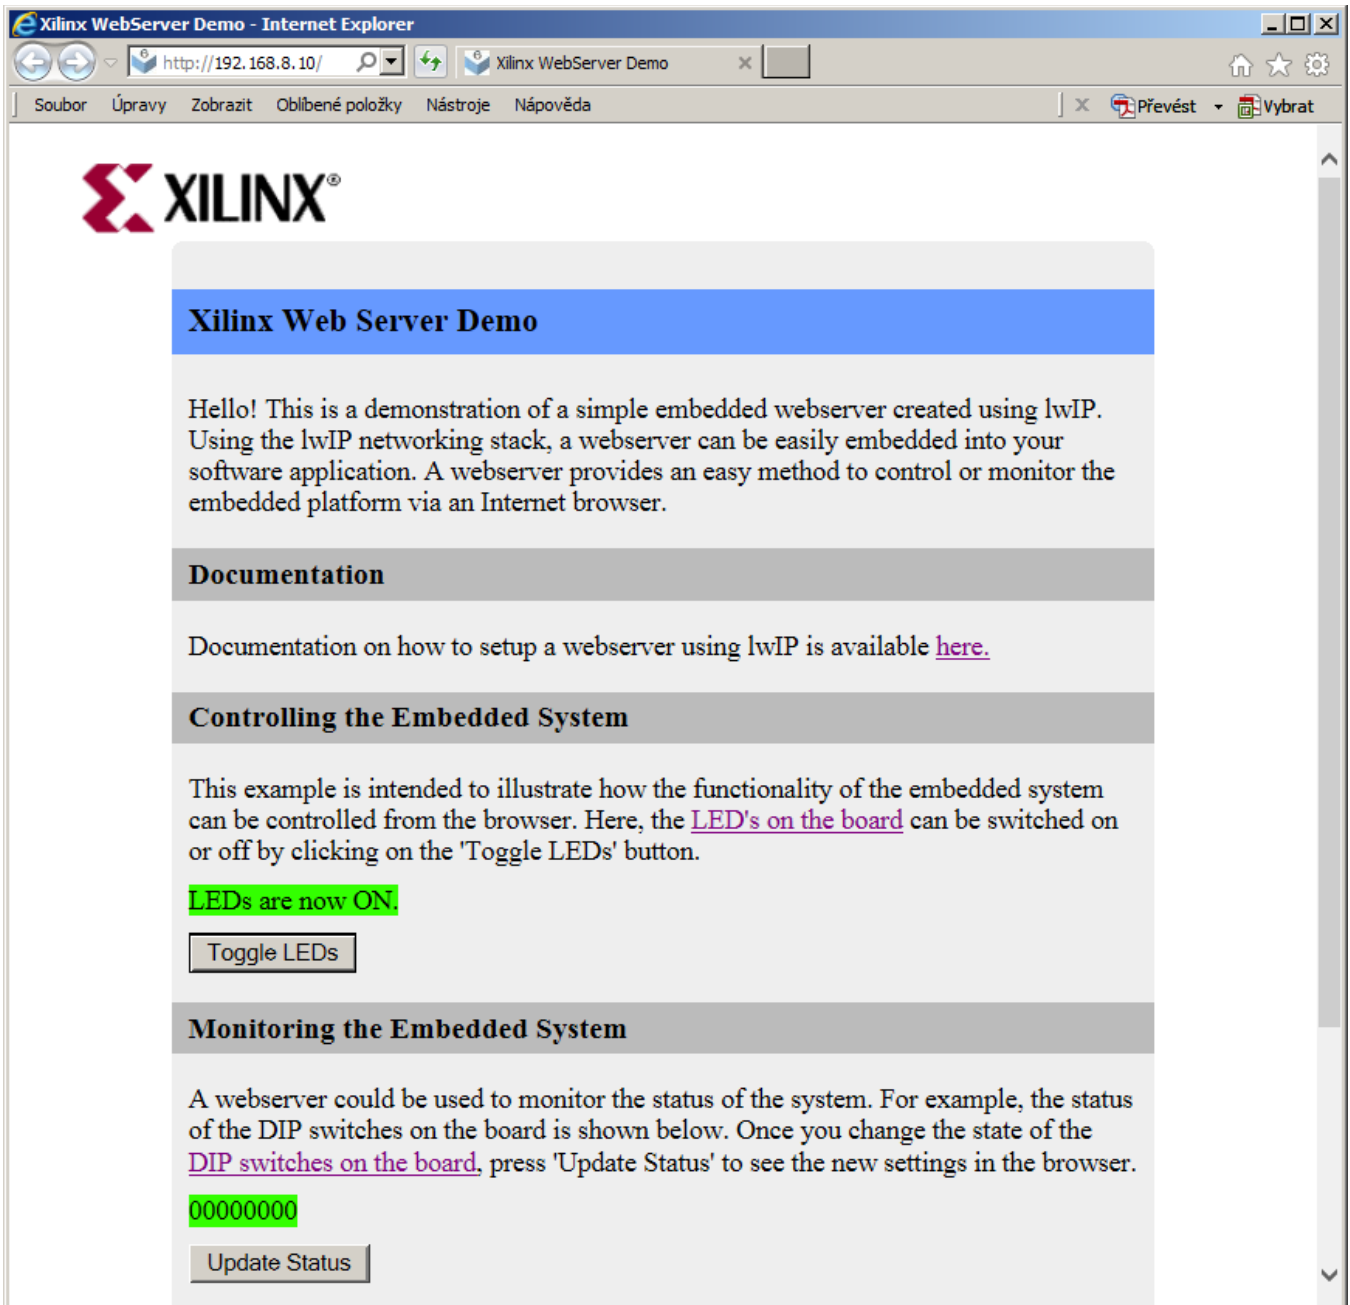 Xilinx WebServer Demo - Internet Explorer
http://192.168.8.10/
Xilinx WebServer Demo
Soubor Úpravy Zobrazit Oblíbené položky Nástroje Nápověda
Převést
Vybrat
XILINX®
Xilinx Web Server Demo
Hello! This is a demonstration of a simple embedded webserver created using lwIP.
Using the lwIP networking stack, a webserver can be easily embedded into your
software application. A webserver provides an easy method to control or monitor the
embedded platform via an Internet browser.
Documentation
Documentation on how to setup a webserver using lwIP is available here.
Controlling the Embedded System
This example is intended to illustrate how the functionality of the embedded system
can be controlled from the browser. Here, the LED's on the board can be switched on
or off by clicking on the 'Toggle LEDs' button.
LEDs are now ON.
Toggle LEDs
Monitoring the Embedded System
A webserver could be used to monitor the status of the system. For example, the status
of the DIP switches on the board is shown below. Once you change the state of the
DIP switches on the board, press 'Update Status' to see the new settings in the browser.
00000000
Update Status